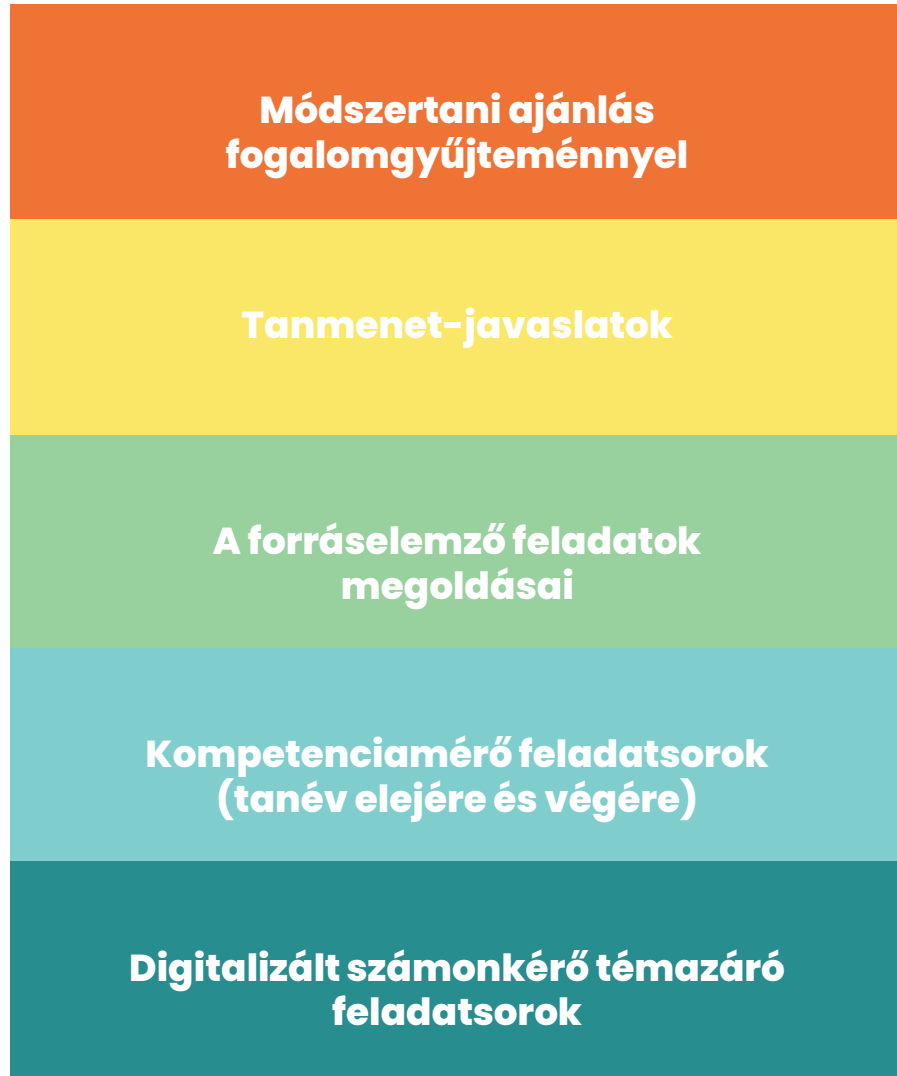 Módszertani ajánlás
fogalomgyűjteménnyel
Tanmenet-javaslatok
A forráselemző feladatok
megoldásai
Kompetenciamérő feladatsorok
(tanév elejére és végére)
Digitalizált számonkérő témazáró
feladatsorok